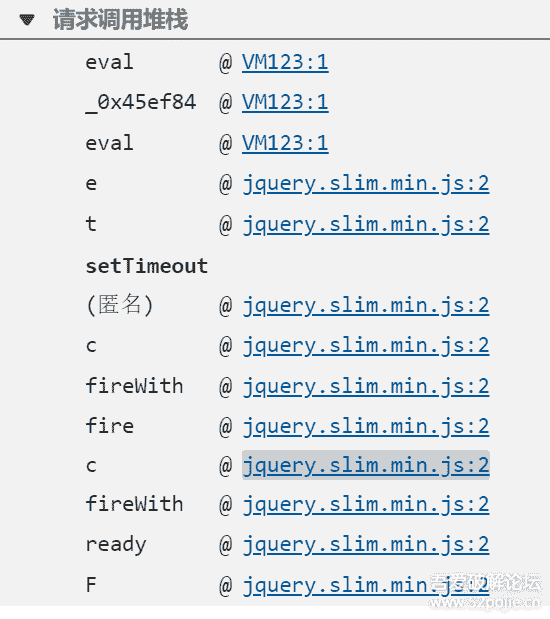 ▼ 请求调用堆栈
eval @ VM123:1
_0x45ef84 @ VM123:1
eval @ VM123:1
e @ jquery.slim.min.js:2
t @ jquery.slim.min.js:2
setTimeout
(匿名) @ jquery.slim.min.js:2
c @ jquery.slim.min.js:2
fireWith @ jquery.slim.min.js:2
fire @ jquery.slim.min.js:2
c @ jquery.slim.min.js:2
fireWith @ jquery.slim.min.js:2
ready @ jquery.slim.min.js:2
F @ jquery.slim.min.js:2
吾爱破解论坛
www.52pojie.cn